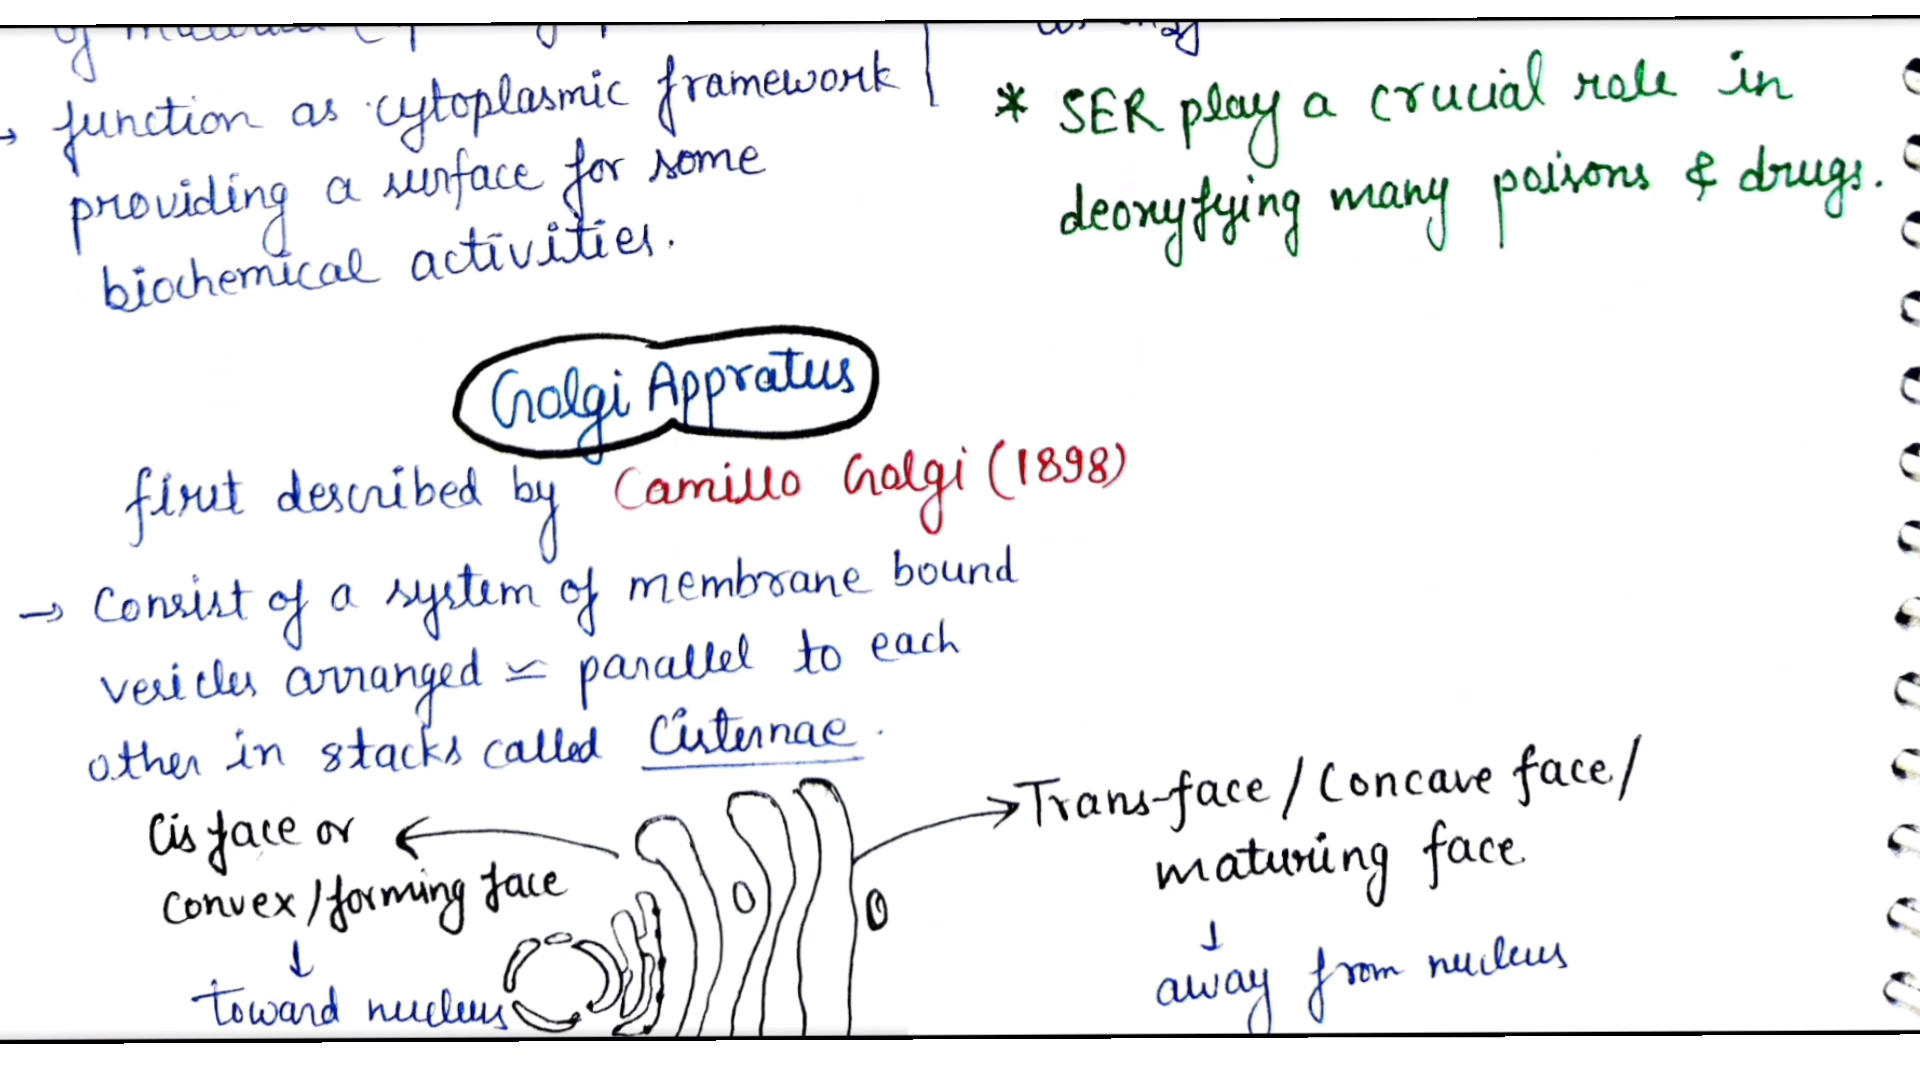 → function as cytoplasmic framework
providing a surface for some
biochemical activities.
* SER play a crucial role in
deoxyfying many poisons & drugs.
Golgi Appratus
first described by Camillo Golgi (1898)
→ Consist of a system of membrane bound
vesicles arranged ≃ parallel to each
other in stacks called Cisternae.
Cis face or
convex/forming face
↓
toward nucleus
→ Trans-face / Concave face /
maturing face
↓
away from nucleus